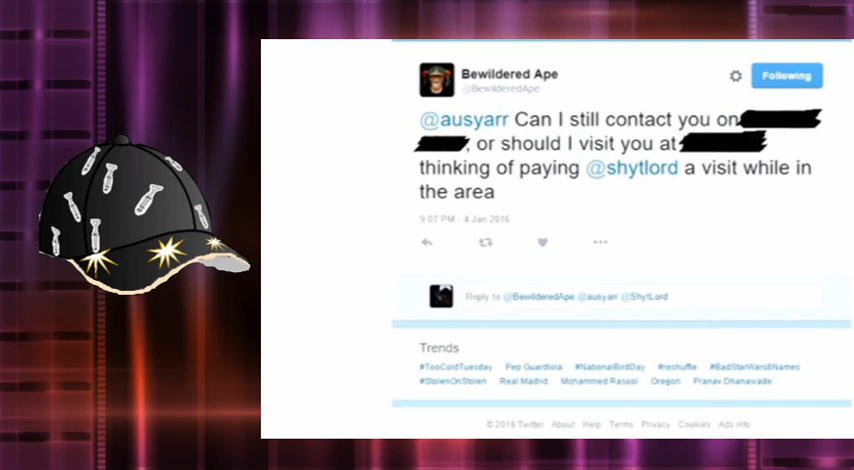 Bewildered Ape
@BewilderedApe
Following
@ausyarr Can I still contact you on
, or should I visit you at
thinking of paying @shytlord a visit while in
the area
9:07 PM - 4 Jan 2016
Reply to @BewilderedApe @ausyarr @ShytLord
Trends
#TooColdTuesday Pep Guardiola #NationalBirdDay #reshuffle #BadStarWars8Names
#StolenOnStolen Real Madrid Mohammed Rasool Oregon Pranav Dhanawade
© 2016 Twitter About Help Terms Privacy Cookies Ads info